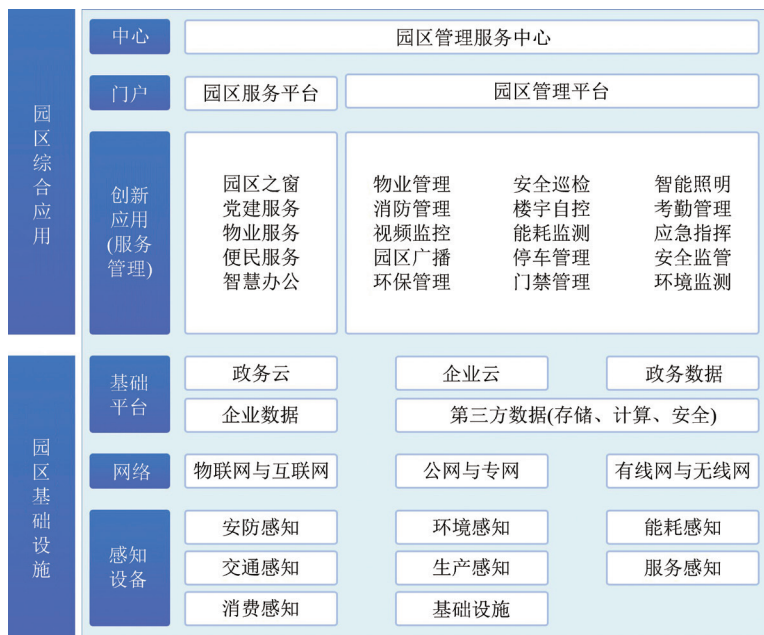 园区综合应用
中心
园区管理服务中心
门户
园区服务平台
园区管理平台
创新
应用
(服务
管理)
园区之窗
党建服务
物业服务
便民服务
智慧办公
物业管理 安全巡检 智能照明
消防管理 楼宇自控 考勤管理
视频监控 能耗监测 应急指挥
园区广播 停车管理 安全监管
环保管理 门禁管理 环境监测
园区基础设施
基础
平台
政务云
企业云
政务数据
企业数据
第三方数据(存储、计算、安全)
网络
物联网与互联网
公网与专网
有线网与无线网
感知
设备
安防感知
环境感知
能耗感知
交通感知
生产感知
服务感知
消费感知
基础设施